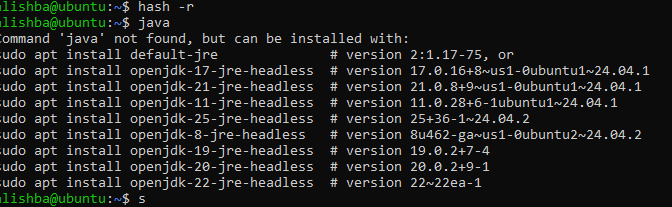 alishba@ubuntu:~$ hash -r
alishba@ubuntu:~$ java
Command 'java' not found, but can be installed with:
sudo apt install default-jre              # version 2:1.17-75, or
sudo apt install openjdk-17-jre-headless  # version 17.0.16+8~us1-0ubuntu1~24.04.1
sudo apt install openjdk-21-jre-headless  # version 21.0.8+9~us1-0ubuntu1~24.04.1
sudo apt install openjdk-11-jre-headless  # version 11.0.28+6-1ubuntu1~24.04.1
sudo apt install openjdk-25-jre-headless  # version 25+36-1~24.04.2
sudo apt install openjdk-8-jre-headless   # version 8u462-ga~us1-0ubuntu2~24.04.2
sudo apt install openjdk-19-jre-headless  # version 19.0.2+7-4
sudo apt install openjdk-20-jre-headless  # version 20.0.2+9-1
sudo apt install openjdk-22-jre-headless  # version 22~22ea-1
alishba@ubuntu:~$ s